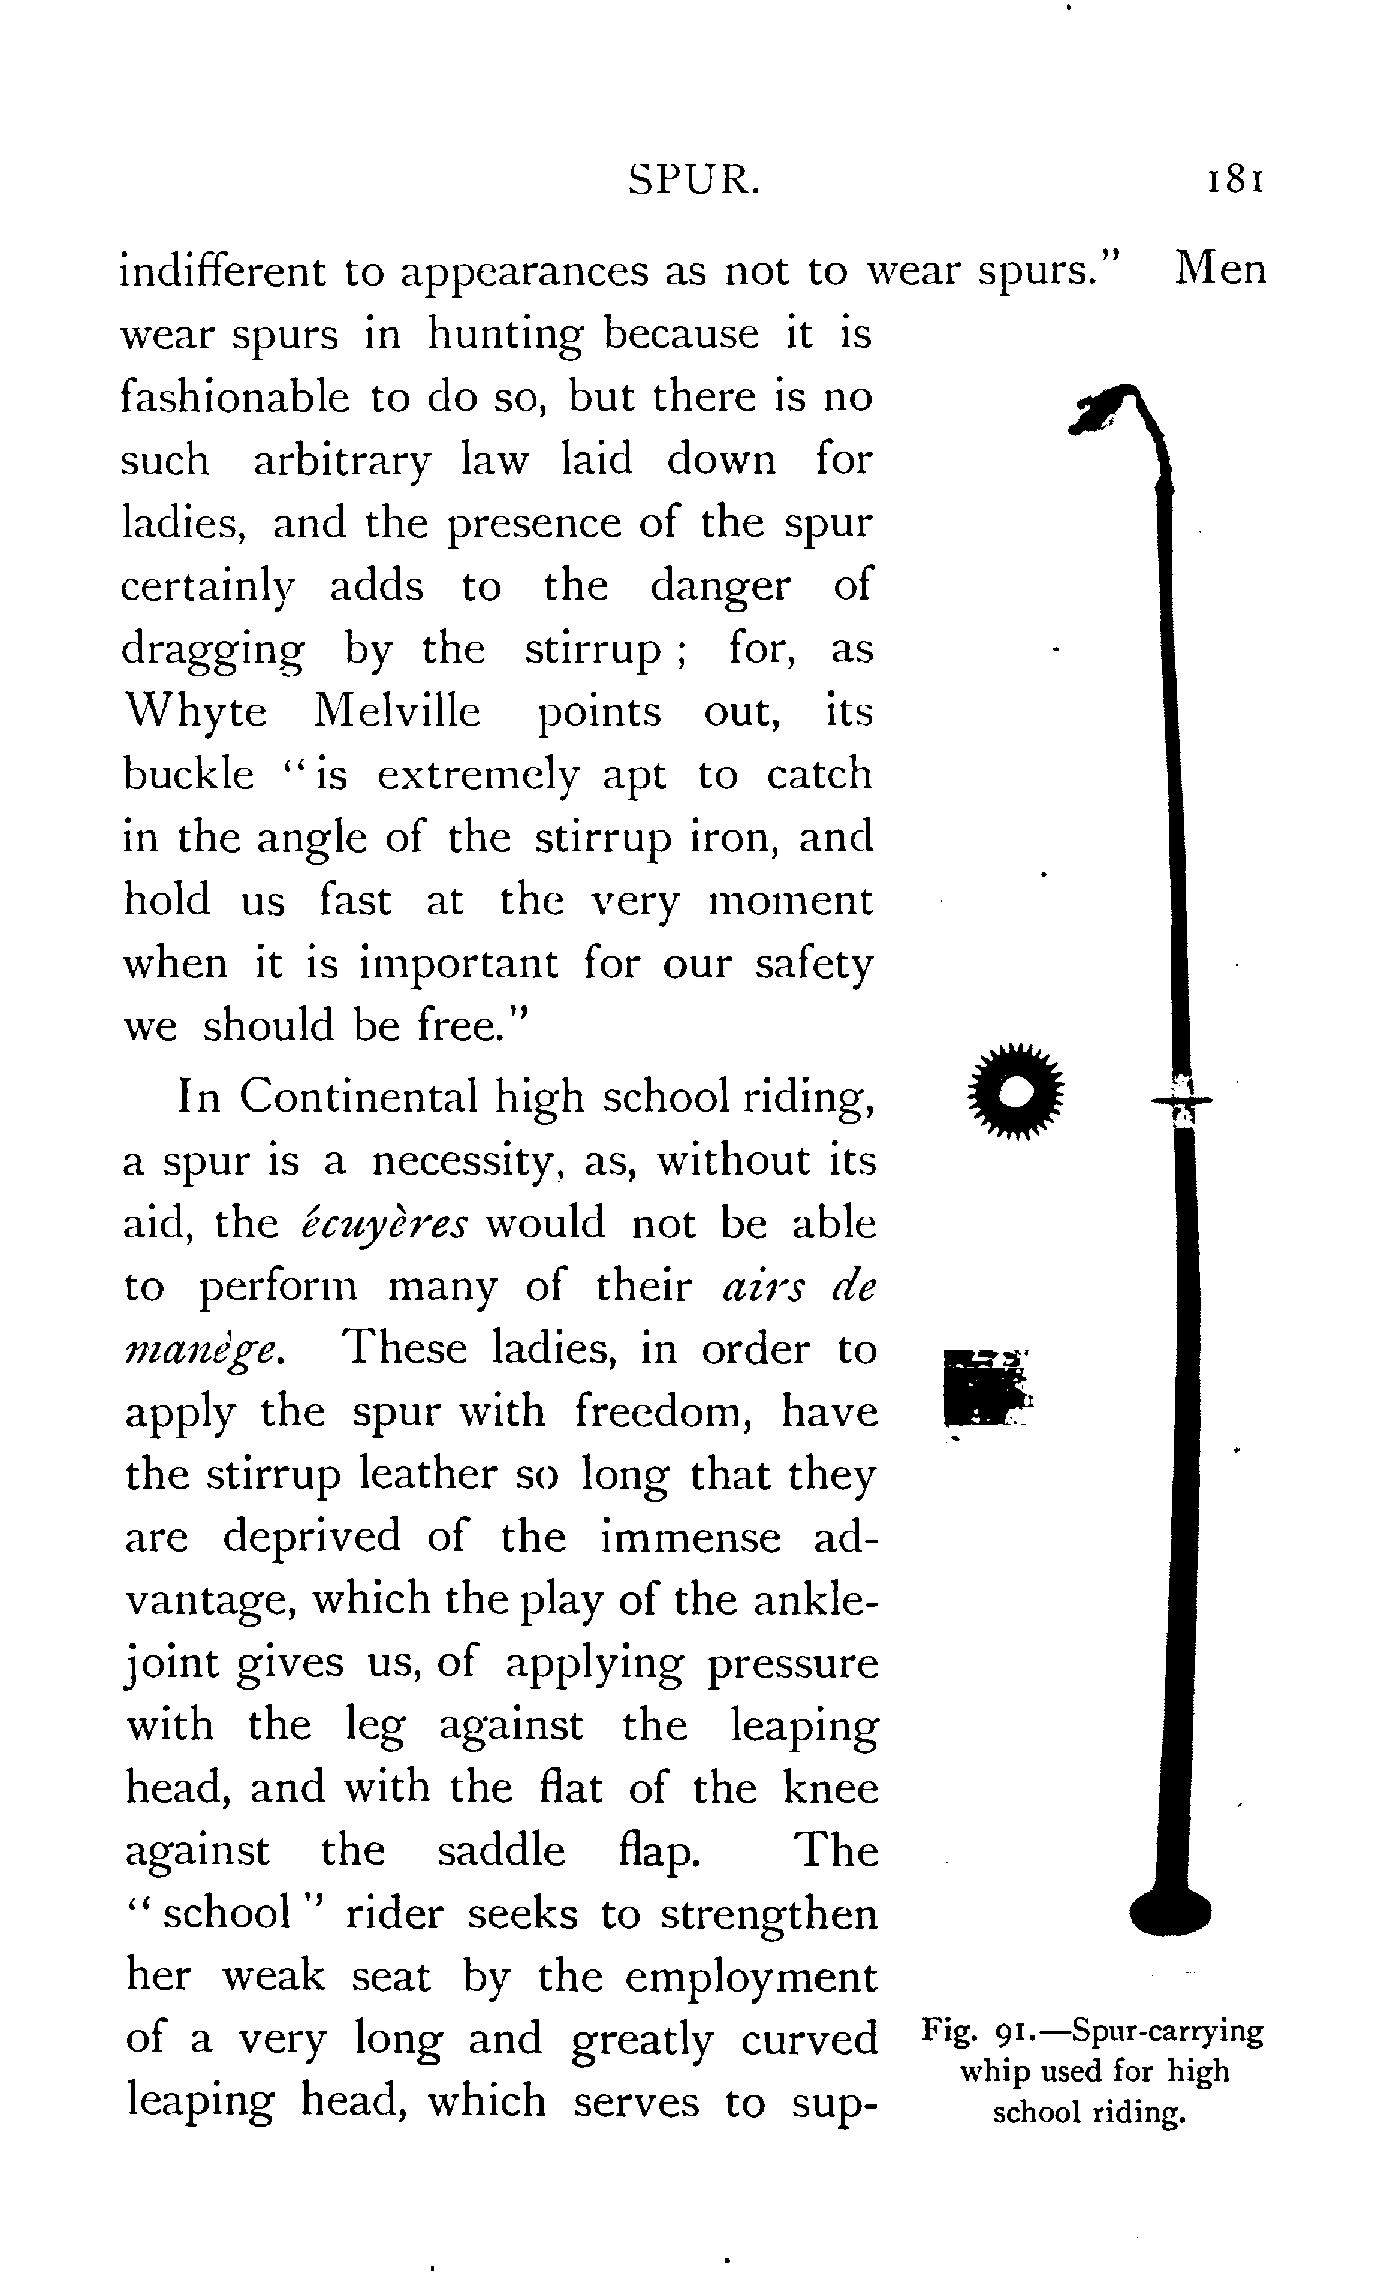 SPUR. 181
indifferent to appearances as not to wear spurs." Men
wear spurs in hunting because it is
fashionable to do so, but there is no
such arbitrary law laid down for
ladies, and the presence of the spur
certainly adds to the danger of
dragging by the stirrup ; for, as
Whyte Melville points out, its
buckle "is extremely apt to catch
in the angle of the stirrup iron, and
hold us fast at the very moment
when it is important for our safety
we should be free."
In Continental high school riding,
a spur is a necessity, as, without its
aid, the écuyères would not be able
to perform many of their airs de
manège. These ladies, in order to
apply the spur with freedom, have
the stirrup leather so long that they
are deprived of the immense ad-
vantage, which the play of the ankle-
joint gives us, of applying pressure
with the leg against the leaping
head, and with the flat of the knee
against the saddle flap. The
"school" rider seeks to strengthen
her weak seat by the employment
of a very long and greatly curved
leaping head, which serves to sup-
Fig. 91.—Spur-carrying
whip used for high
school riding.